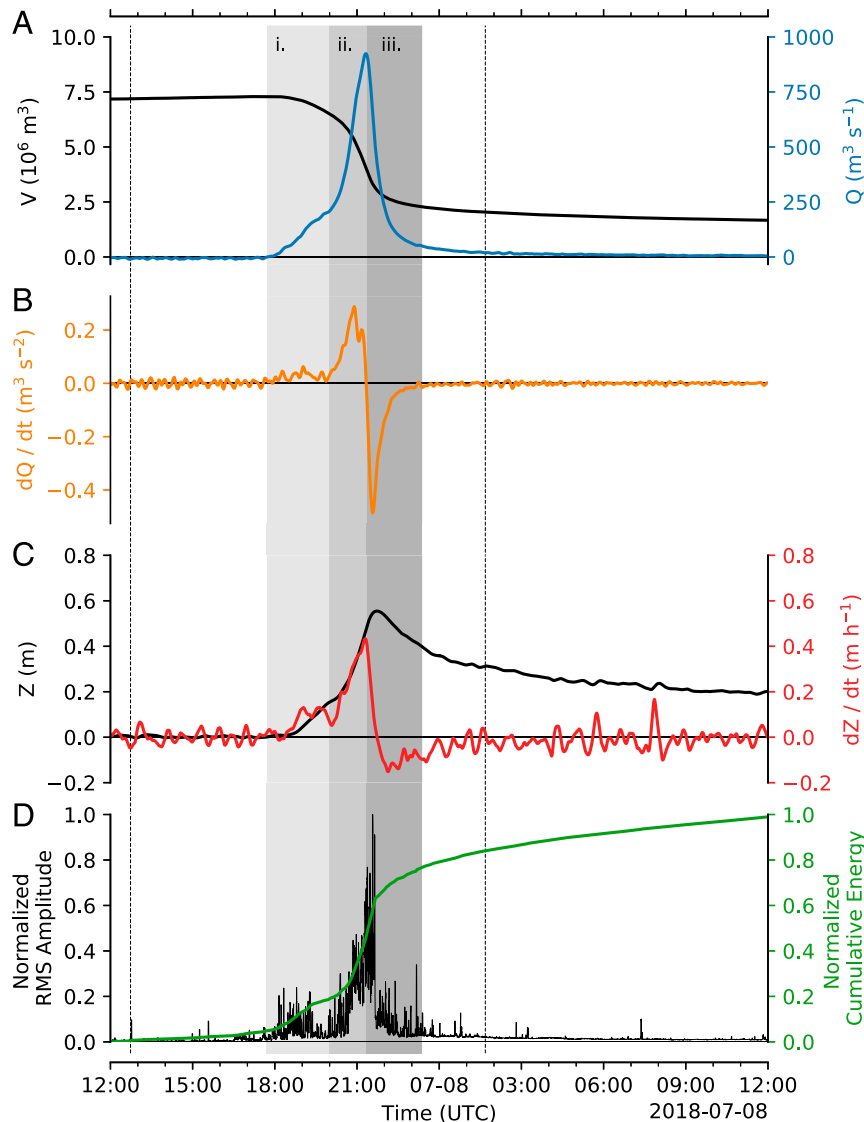 A
i.
ii.
iii.
10.0
7.5
5.0
2.5
0.0
V (10⁶ m³)
1000
750
500
250
0
Q (m³ s⁻¹)
B
0.2
0.0
−0.2
−0.4
dQ / dt (m³ s⁻²)
C
0.8
0.6
0.4
0.2
0.0
−0.2
Z (m)
0.8
0.6
0.4
0.2
0.0
−0.2
dZ / dt (m h⁻¹)
D
1.0
0.8
0.6
0.4
0.2
0.0
Normalized
RMS Amplitude
1.0
0.8
0.6
0.4
0.2
0.0
Normalized
Cumulative Energy
12:00 15:00 18:00 21:00 07-08 03:00 06:00 09:00 12:00
Time (UTC)
2018-07-08